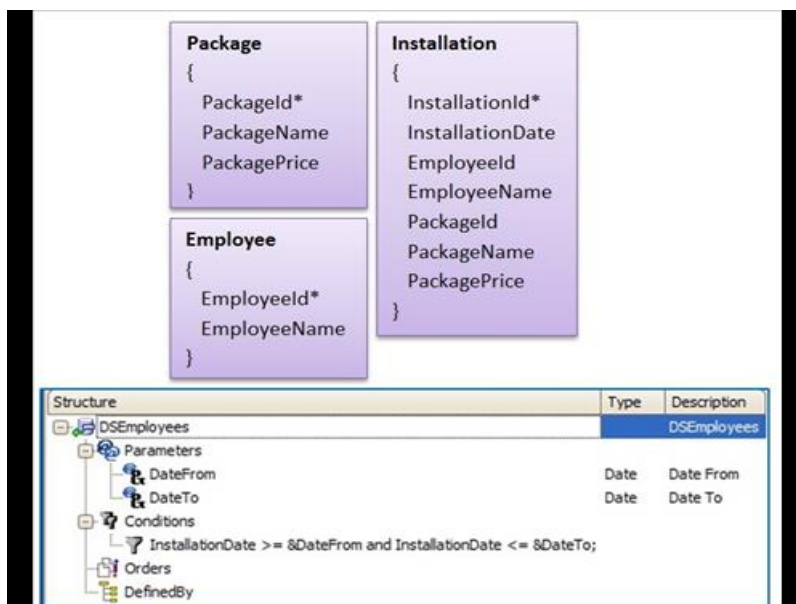 Package
{
PackageId*
PackageName
PackagePrice
}
Installation
{
InstallationId*
InstallationDate
EmployeeId
EmployeeName
PackageId
PackageName
PackagePrice
}
Employee
{
EmployeeId*
EmployeeName
}
Structure Type Description
DSEmployees DSEmployees
Parameters
DateFrom Date Date From
DateTo Date Date To
Conditions
InstallationDate >= &DateFrom and InstallationDate <= &DateTo;
Orders
DefinedBy